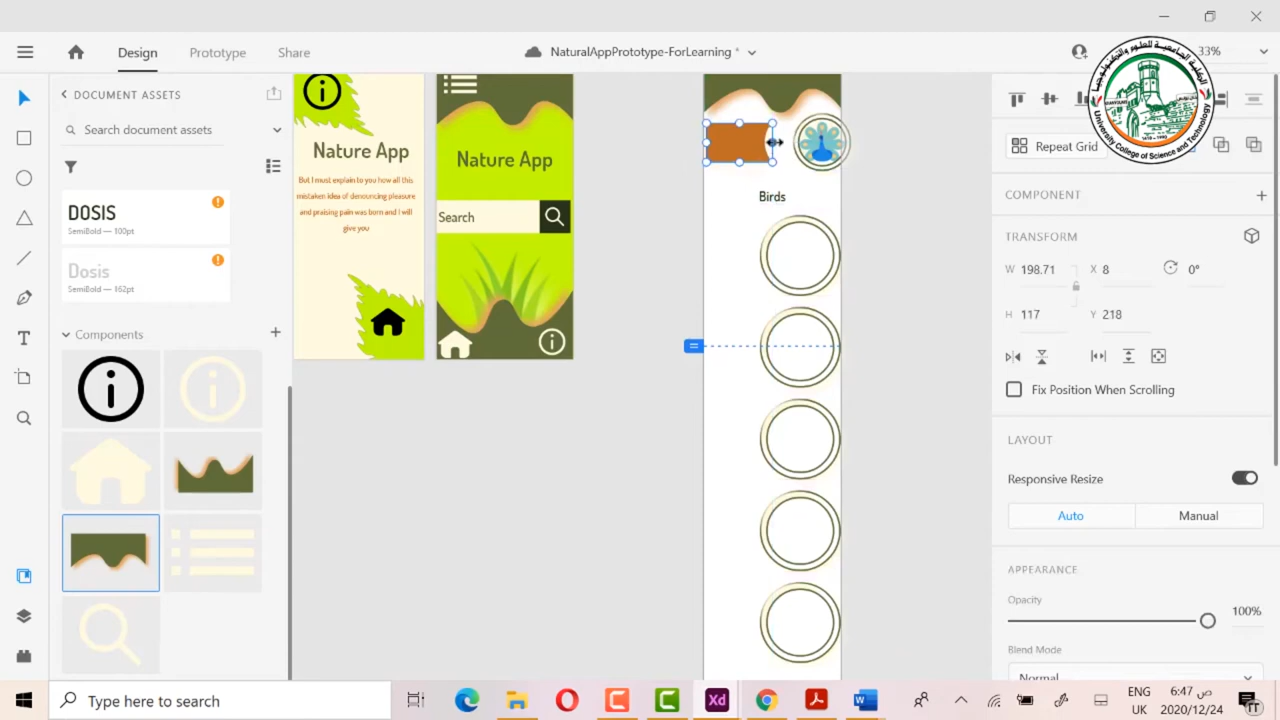 Design
Prototype
Share
NaturalAppPrototype-ForLearning *
33%
DOCUMENT ASSETS
Search document assets
DOSIS
SemiBold — 100pt
Dosis
SemiBold — 162pt
Components
Nature App
But I must explain to you how all this
mistaken idea of denouncing pleasure
and praising pain was born and I will
give you
Nature App
Search
Birds
University College of Science and Technology
Repeat Grid
COMPONENT
TRANSFORM
W 198.71
X 8
0°
H 117
Y 218
Fix Position When Scrolling
LAYOUT
Responsive Resize
Auto
Manual
APPEARANCE
Opacity
100%
Blend Mode
Normal
Type here to search
ENG
UK
6:47 ص
2020/12/24